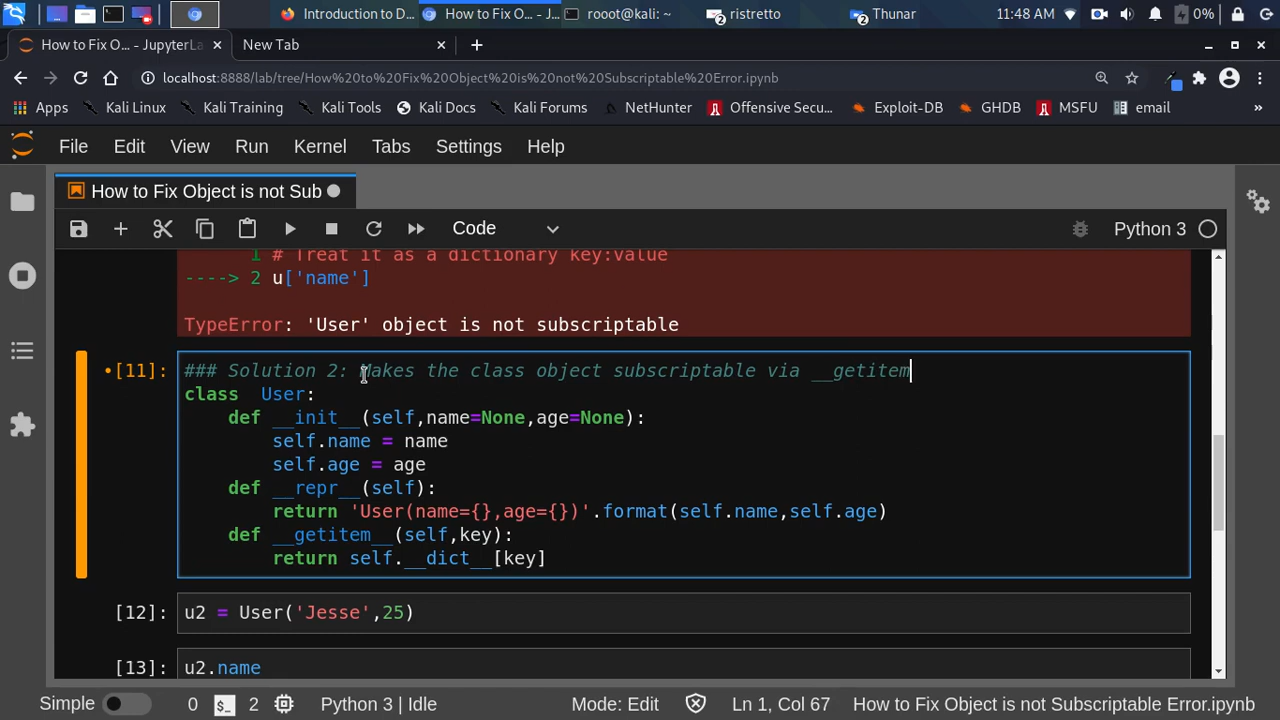 Introduction to D...
How to Fix O... - J...
rooot@kali: ~
ristretto
Thunar
11:48 AM
0%
How to Fix O... - JupyterLa
New Tab
localhost:8888/lab/tree/How%20to%20Fix%20Object%20is%20not%20Subscriptable%20Error.ipynb
Apps
Kali Linux
Kali Training
Kali Tools
Kali Docs
Kali Forums
NetHunter
Offensive Secu...
Exploit-DB
GHDB
MSFU
email
»
File
Edit
View
Run
Kernel
Tabs
Settings
Help
How to Fix Object is not Sub
Code
Python 3
1 # Treat it as a dictionary key:value
----> 2 u['name']
TypeError: 'User' object is not subscriptable
[11]:
### Solution 2: Makes the class object subscriptable via __getitem
class  User:
def __init__(self,name=None,age=None):
self.name = name
self.age = age
def __repr__(self):
return 'User(name={},age={})'.format(self.name,self.age)
def __getitem__(self,key):
return self.__dict__[key]
[12]: u2 = User('Jesse',25)
[13]: u2.name
Simple
0
2
Python 3 | Idle
Mode: Edit
Ln 1, Col 67
How to Fix Object is not Subscriptable Error.ipynb